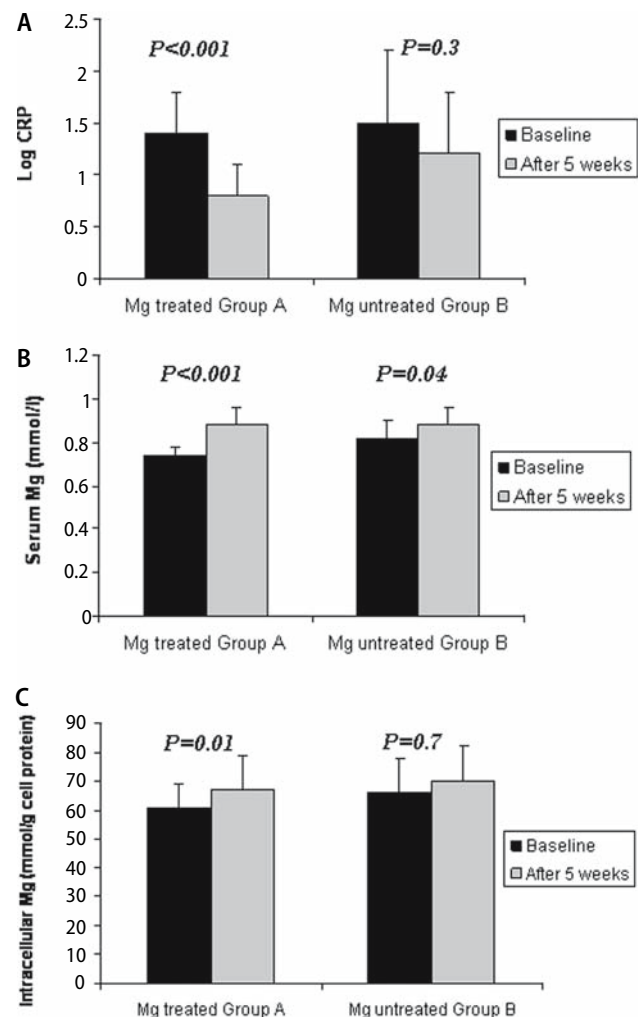 A
Log CRP
2.5
2
1.5
1
0.5
0
P<0.001
P=0.3
Baseline
After 5 weeks
Mg treated Group A
Mg untreated Group B
B
Serum Mg (mmol/l)
1.2
1
0.8
0.6
0.4
0.2
0
P<0.001
P=0.04
Baseline
After 5 weeks
Mg treated Group A
Mg untreated Group B
C
Intracellular Mg (mmol/g cell protein)
90
80
70
60
50
40
30
20
10
0
P=0.01
P=0.7
Baseline
After 5 weeks
Mg treated Group A
Mg untreated Group B